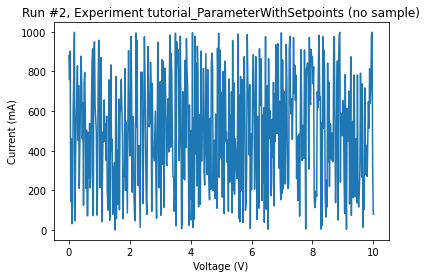 Run #2, Experiment tutorial_ParameterWithSetpoints (no sample)
1000
800
600
400
200
0
Current (mA)
0 2 4 6 8 10
Voltage (V)